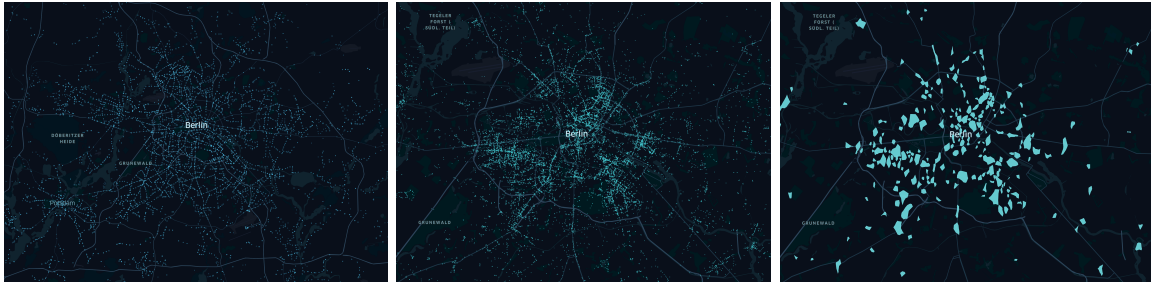 Berlin
DÖBERITZER
HEIDE
GRUNEWALD
Potsdam
TEGELER
FORST (
SÜDL. TEIL)
Berlin
GRUNEWALD
TEGELER
FORST (
SÜDL. TEIL)
Berlin
GRUNEWALD